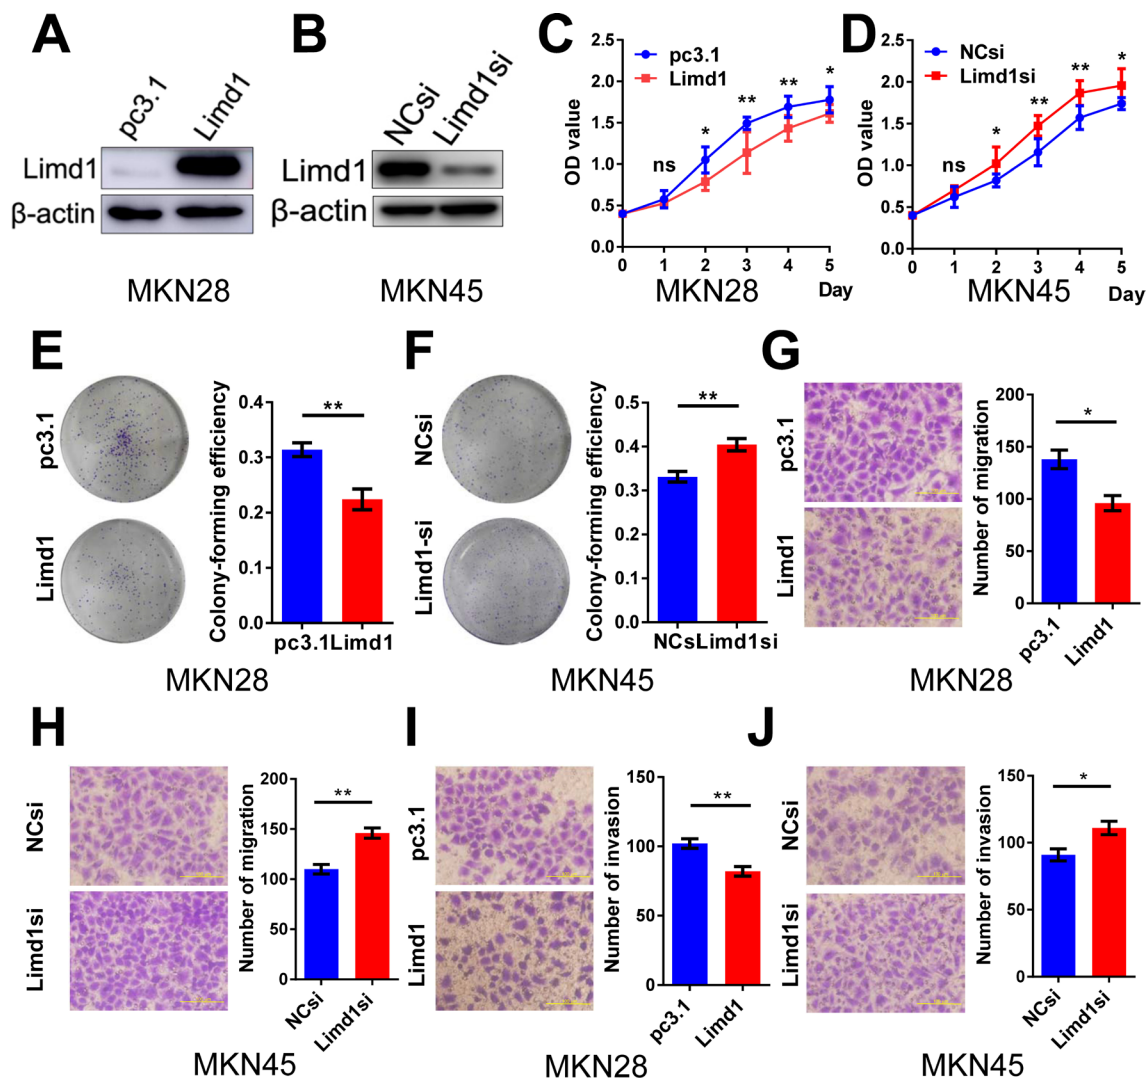 A
pc3.1
Limd1
Limd1
β-actin
MKN28
B
NCsi
Limd1si
Limd1
β-actin
MKN45
C
2.5
2.0
1.5
1.0
0.5
0.0
OD value
pc3.1
Limd1
ns
*
**
**
*
0 1 2 3 4 5
MKN28
Day
D
2.5
2.0
1.5
1.0
0.5
0.0
OD value
NCsi
Limd1si
ns
*
**
**
*
0 1 2 3 4 5
MKN45
Day
E
pc3.1
Limd1
Colony-forming efficiency
0.4
0.3
0.2
0.1
0.0
**
pc3.1Limd1
MKN28
F
NCsi
Limd1-si
Colony-forming efficiency
0.5
0.4
0.3
0.2
0.1
0.0
**
NCsLimd1si
MKN45
G
pc3.1
Limd1
Number of migration
200
150
100
50
0
*
pc3.1
Limd1
MKN28
H
NCsi
Limd1si
Number of migration
200
150
100
50
0
**
NCsi
Limd1si
MKN45
I
pc3.1
Limd1
Number of invasion
150
100
50
0
**
pc3.1
Limd1
MKN28
J
NCsi
Limd1si
Number of invasion
150
100
50
0
*
NCsi
Limd1si
MKN45